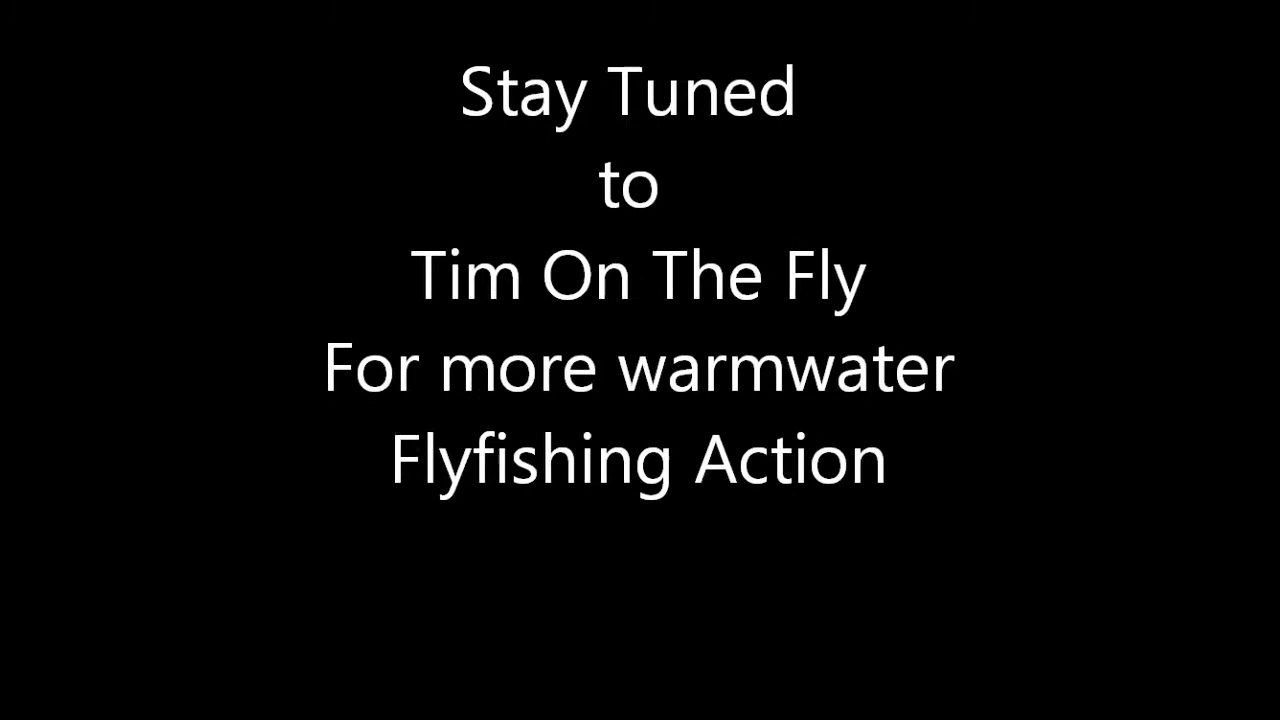 Stay Tuned
to
Tim On The Fly
For more warmwater
Flyfishing Action